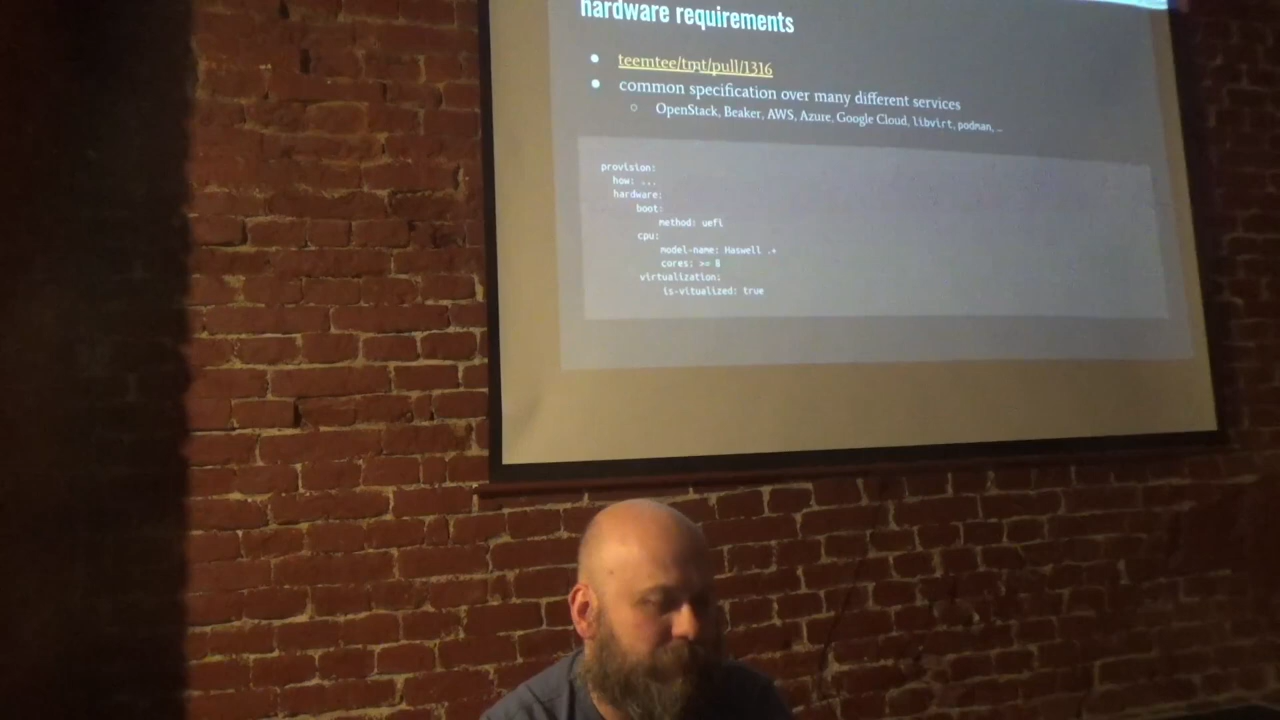 hardware requirements
teemtee/tmt/pull/1316
common specification over many different services
OpenStack, Beaker, AWS, Azure, Google Cloud, libvirt, podman, …
provision:
how: ...
hardware:
boot:
method: uefi
cpu:
model-name: Haswell .+
cores: >= 8
virtualization:
is-vitualized: true